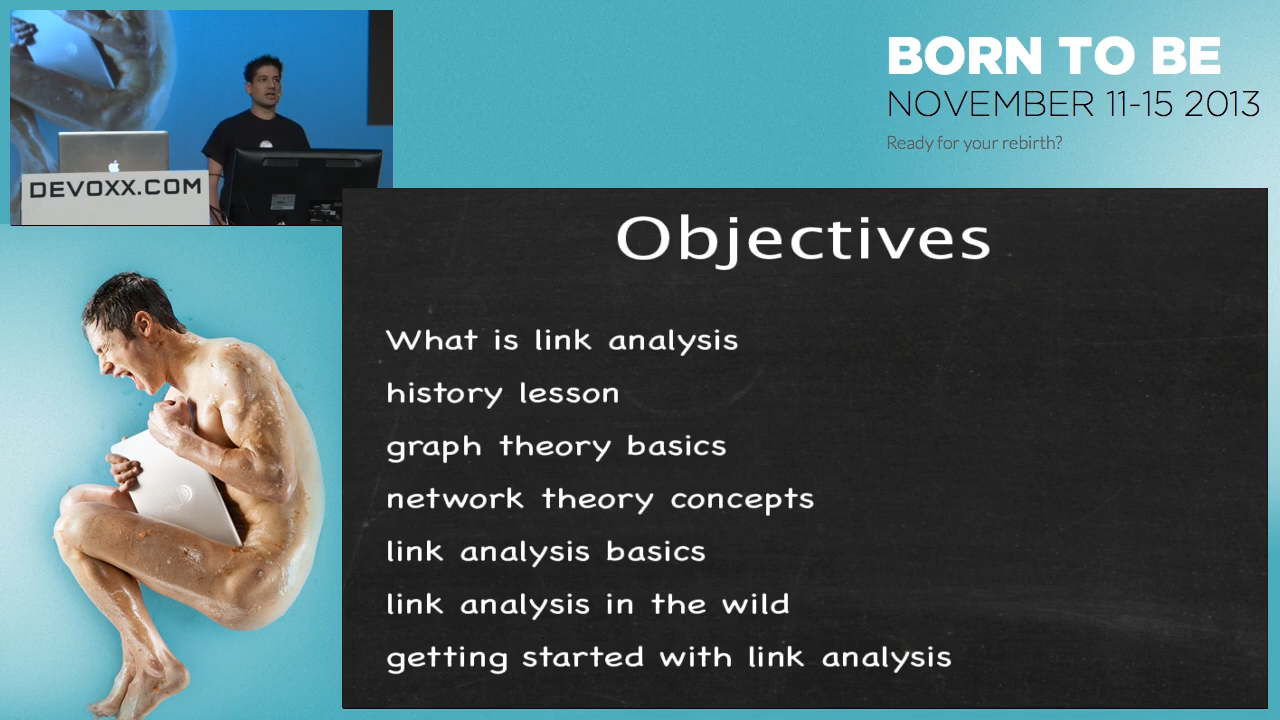 BORN TO BE
NOVEMBER 11-15 2013
Ready for your rebirth?
DEVOXX.COM
Objectives
What is link analysis
history lesson
graph theory basics
network theory concepts
link analysis basics
link analysis in the wild
getting started with link analysis